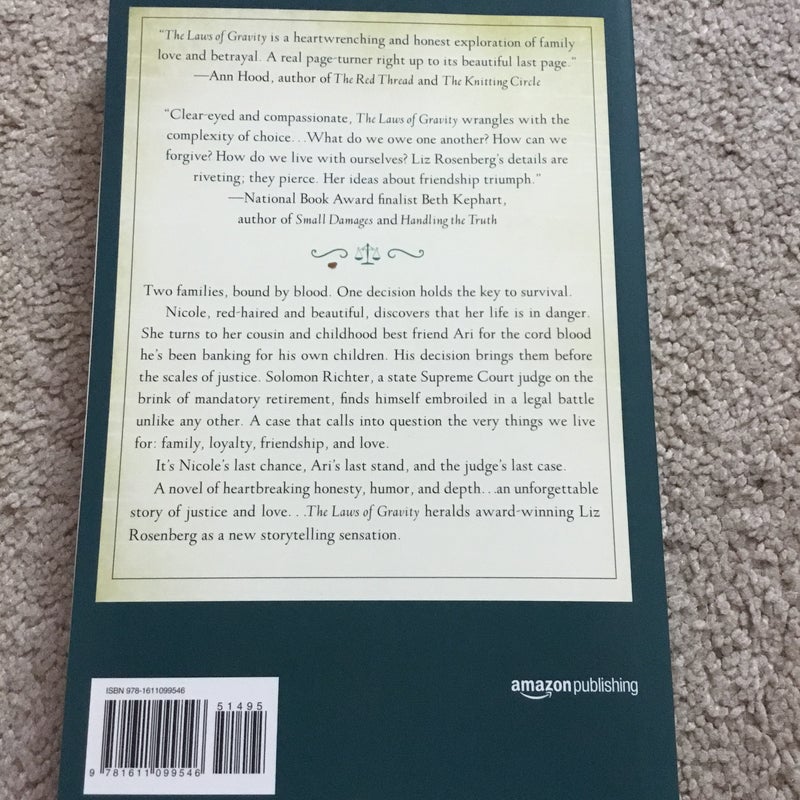 “The Laws of Gravity is a heartwrenching and honest exploration of family
love and betrayal. A real page-turner right up to its beautiful last page.”
—Ann Hood, author of The Red Thread and The Knitting Circle
“Clear-eyed and compassionate, The Laws of Gravity wrangles with the
complexity of choice. . .What do we owe one another? How can we
forgive? How do we live with ourselves? Liz Rosenberg's details are
riveting; they pierce. Her ideas about friendship triumph.”
—National Book Award finalist Beth Kephart,
author of Small Damages and Handling the Truth
Two families, bound by blood. One decision holds the key to survival.
Nicole, red-haired and beautiful, discovers that her life is in danger.
She turns to her cousin and childhood best friend Ari for the cord blood
he's been banking for his own children. His decision brings them before
the scales of justice. Solomon Richter, a state Supreme Court judge on the
brink of mandatory retirement, finds himself embroiled in a legal battle
unlike any other. A case that calls into question the very things we live
for: family, loyalty, friendship, and love.
It's Nicole's last chance, Ari's last stand, and the judge's last case.
A novel of heartbreaking honesty, humor, and depth. . .an unforgettable
story of justice and love. . .The Laws of Gravity heralds award-winning Liz
Rosenberg as a new storytelling sensation.
ISBN 978-1611099546
51495
9 781611 099546
amazon publishing